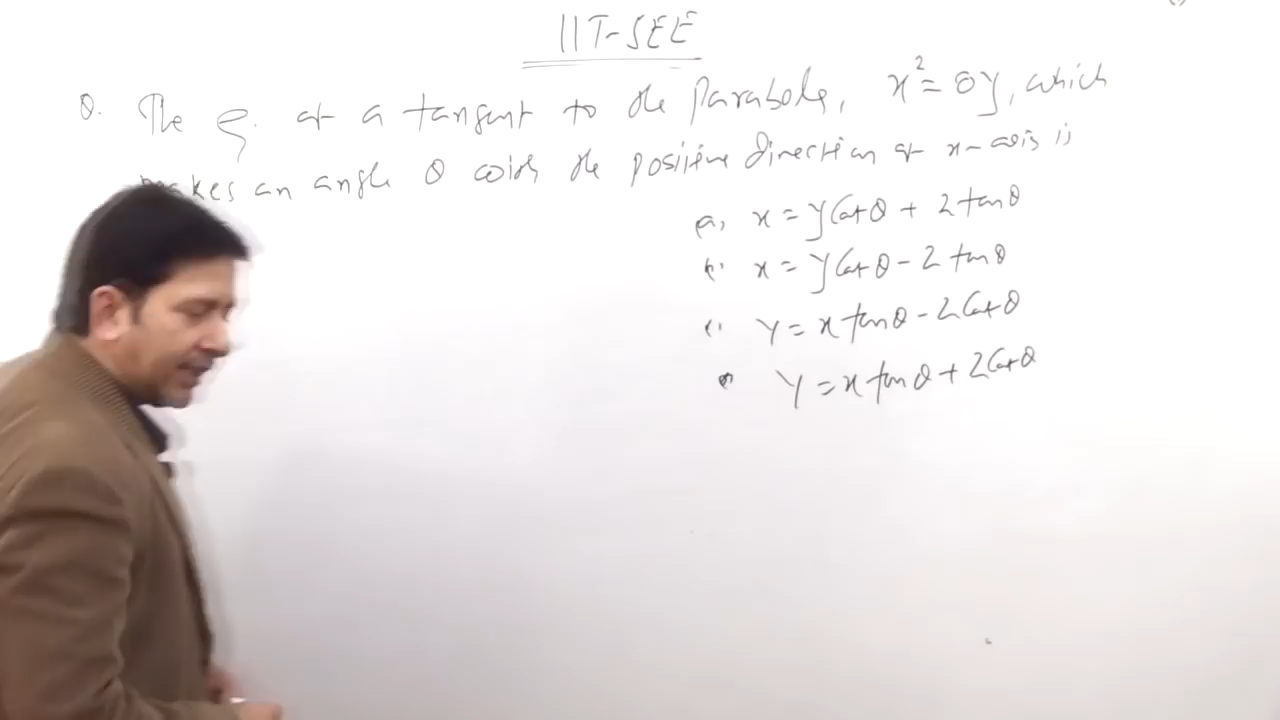 IIT-JEE
Q. The Eq. of a tangent to the Parabola, x² = 8y, which
makes an angle θ with the positive direction of x-axis is
a, x = y Cot θ + 2 tan θ
b. x = y Cot θ - 2 tan θ
c. y = x tan θ - 2 Cot θ
y = x tan θ + 2 Cot θ